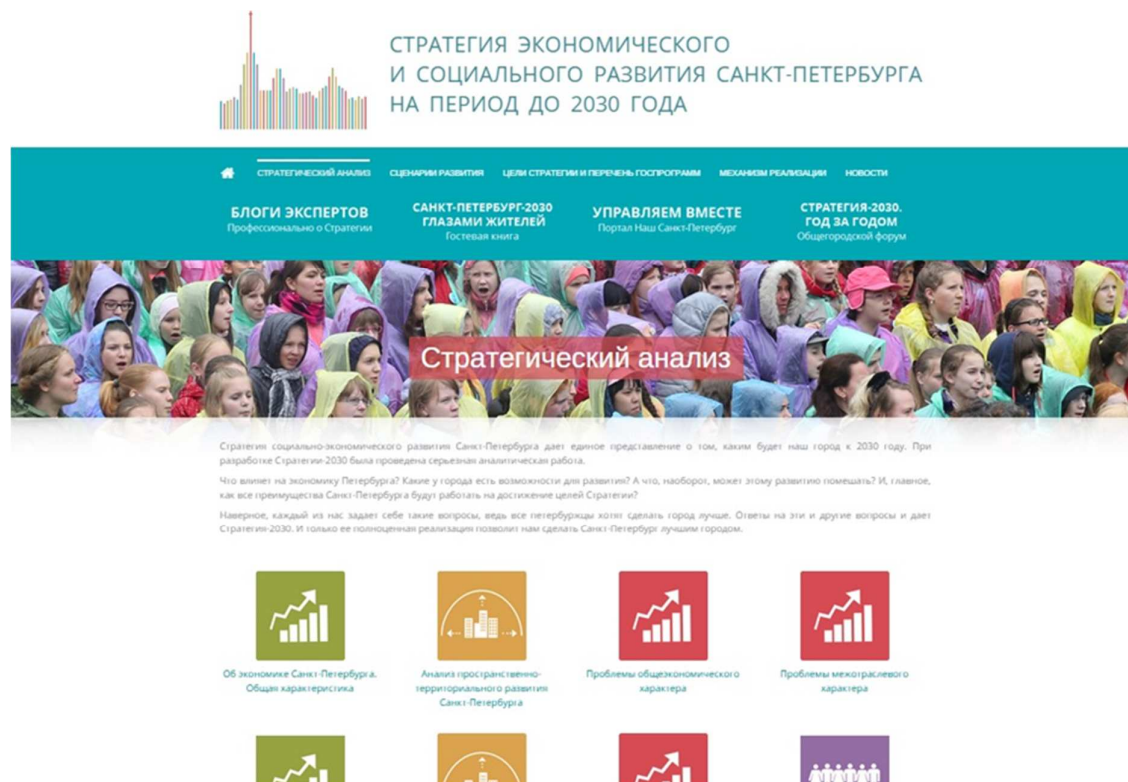 СТРАТЕГИЯ ЭКОНОМИЧЕСКОГО
И СОЦИАЛЬНОГО РАЗВИТИЯ САНКТ-ПЕТЕРБУРГА
НА ПЕРИОД ДО 2030 ГОДА
СТРАТЕГИЧЕСКИЙ АНАЛИЗ СЦЕНАРИИ РАЗВИТИЯ ЦЕЛИ СТРАТЕГИИ И ПЕРЕЧЕНЬ ГОСПРОГРАММ МЕХАНИЗМ РЕАЛИЗАЦИИ НОВОСТИ
БЛОГИ ЭКСПЕРТОВ
Профессионально о Стратегии
САНКТ-ПЕТЕРБУРГ-2030
ГЛАЗАМИ ЖИТЕЛЕЙ
Гостевая книга
УПРАВЛЯЕМ ВМЕСТЕ
Портал Наш Санкт-Петербург
СТРАТЕГИЯ-2030.
ГОД ЗА ГОДОМ
Общегородской форум
Стратегический анализ
Стратегия социально-экономического развития Санкт-Петербурга дает единое представление о том, каким будет наш город к 2030 году. При
разработке Стратегии-2030 была проведена серьезная аналитическая работа.
Что влияет на экономику Петербурга? Какие у города есть возможности для развития? А что, наоборот, может этому развитию помешать? И, главное,
как все преимущества Санкт-Петербурга будут работать на достижение целей Стратегии?
Наверное, каждый из нас задает себе такие вопросы, ведь все петербуржцы хотят сделать город лучше. Ответы на эти и другие вопросы и дает
Стратегия-2030. И только ее полноценная реализация позволит нам сделать Санкт-Петербург лучшим городом.
Об экономике Санкт-Петербурга.
Общая характеристика
Анализ пространственно-
территориального развития
Санкт-Петербурга
Проблемы общеэкономического
характера
Проблемы межотраслевого
характера